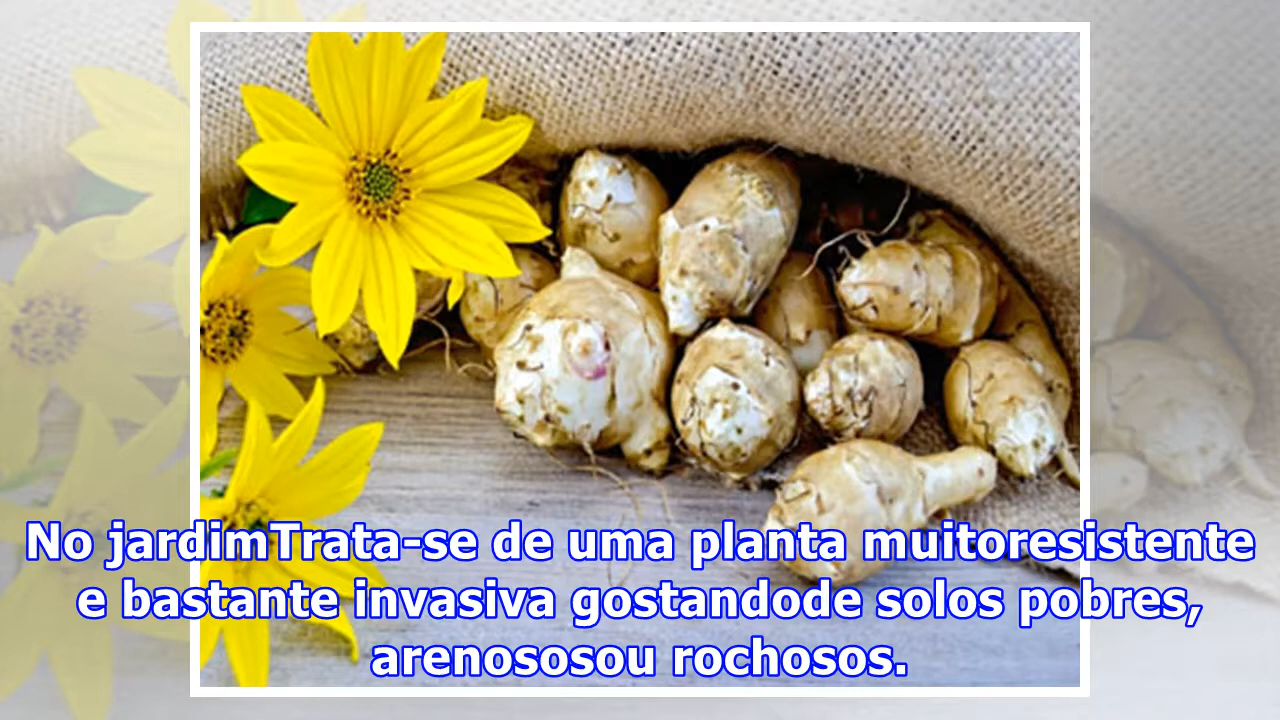 No jardimTrata-se de uma planta muitoresistente
e bastante invasiva gostandode solos pobres,
arenososou rochosos.